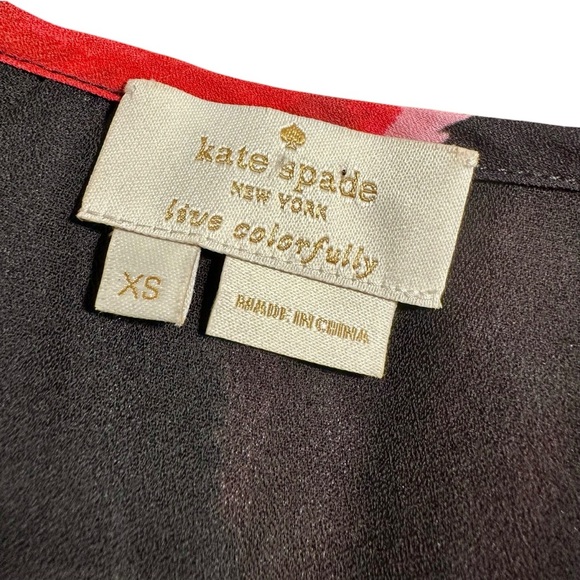 kate spade
NEW YORK
live colorfully
XS
MADE IN CHINA